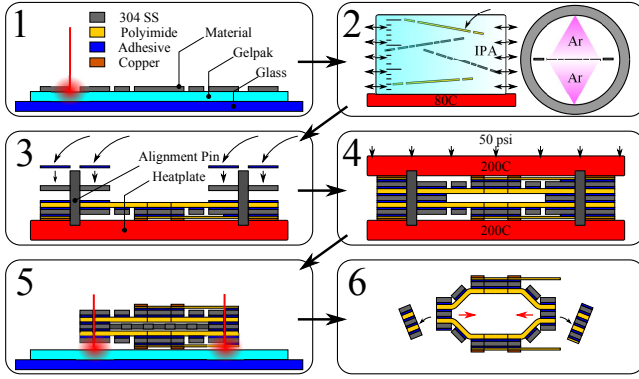 304 SS
Polyimide
Adhesive
Copper
1
Material
Gelpak
Glass
2
IPA
80C
Ar
Ar
3
Alignment Pin
Heatplate
4
50 psi
200C
200C
5
6